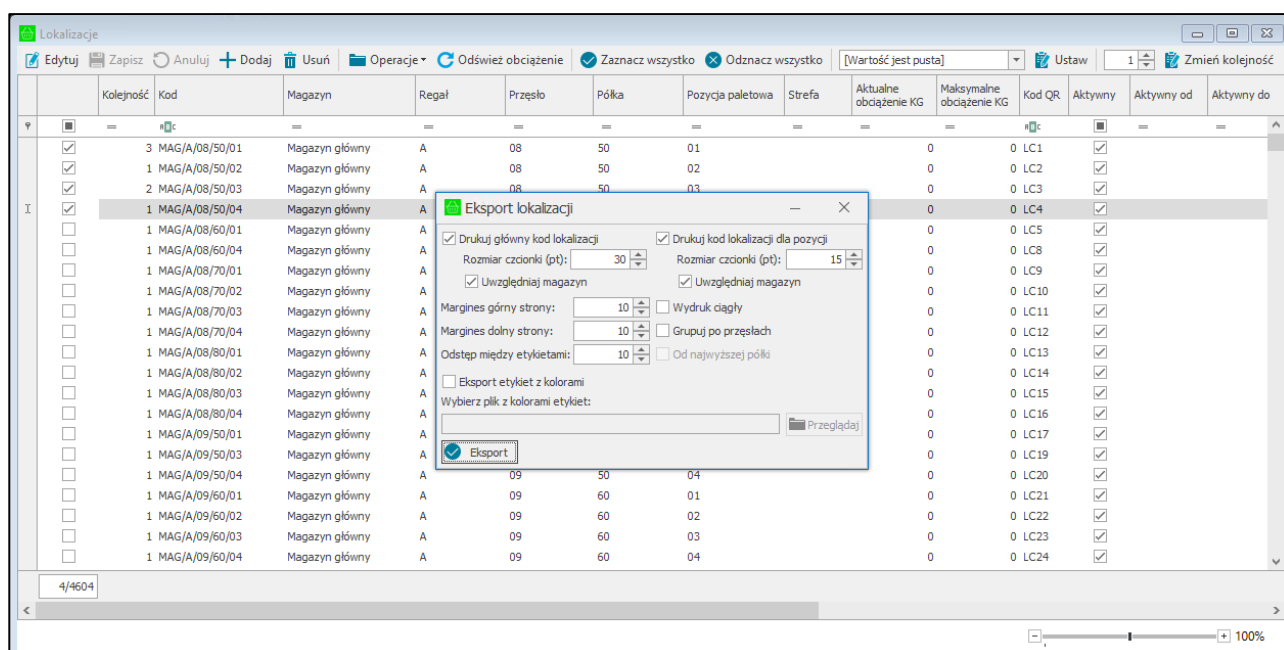 Lokalizacje
Edytuj Zapisz Anuluj Dodaj Usuń Operacje Odśwież obciążenie Zaznacz wszystko Odznacz wszystko [Wartość jest pusta] Ustaw 1 Zmień kolejność
Kolejność Kod Magazyn Regał Przęsło Półka Pozycja paletowa Strefa Aktualne obciążenie KG Maksymalne obciążenie KG Kod QR Aktywny Aktywny od Aktywny do
3 MAG/A/08/50/01 Magazyn główny A 08 50 01 0 0 LC1
1 MAG/A/08/50/02 Magazyn główny A 08 50 02 0 0 LC2
2 MAG/A/08/50/03 Magazyn główny A 08 50 03 0 0 LC3
1 MAG/A/08/50/04 Magazyn główny A 0 0 LC4
1 MAG/A/08/60/01 Magazyn główny A 0 0 LC5
1 MAG/A/08/60/04 Magazyn główny A 0 0 LC8
1 MAG/A/08/70/01 Magazyn główny A 0 0 LC9
1 MAG/A/08/70/02 Magazyn główny A 0 0 LC10
1 MAG/A/08/70/03 Magazyn główny A 0 0 LC11
1 MAG/A/08/70/04 Magazyn główny A 0 0 LC12
1 MAG/A/08/80/01 Magazyn główny A 0 0 LC13
1 MAG/A/08/80/02 Magazyn główny A 0 0 LC14
1 MAG/A/08/80/03 Magazyn główny A 0 0 LC15
1 MAG/A/08/80/04 Magazyn główny A 0 0 LC16
1 MAG/A/09/50/01 Magazyn główny A 0 0 LC17
1 MAG/A/09/50/03 Magazyn główny A 0 0 LC19
1 MAG/A/09/50/04 Magazyn główny A 09 50 04 0 0 LC20
1 MAG/A/09/60/01 Magazyn główny A 09 60 01 0 0 LC21
1 MAG/A/09/60/02 Magazyn główny A 09 60 02 0 0 LC22
1 MAG/A/09/60/03 Magazyn główny A 09 60 03 0 0 LC23
1 MAG/A/09/60/04 Magazyn główny A 09 60 04 0 0 LC24
Eksport lokalizacji
Drukuj główny kod lokalizacji Drukuj kod lokalizacji dla pozycji
Rozmiar czcionki (pt): 30 Rozmiar czcionki (pt): 15
Uwzględniaj magazyn Uwzględniaj magazyn
Margines górny strony: 10 Wydruk ciągły
Margines dolny strony: 10 Grupuj po przęsłach
Odstęp między etykietami: 10 Od najwyższej półki
Eksport etykiet z kolorami
Wybierz plik z kolorami etykiet:
Przeglądaj
Eksport
4/4604
100%